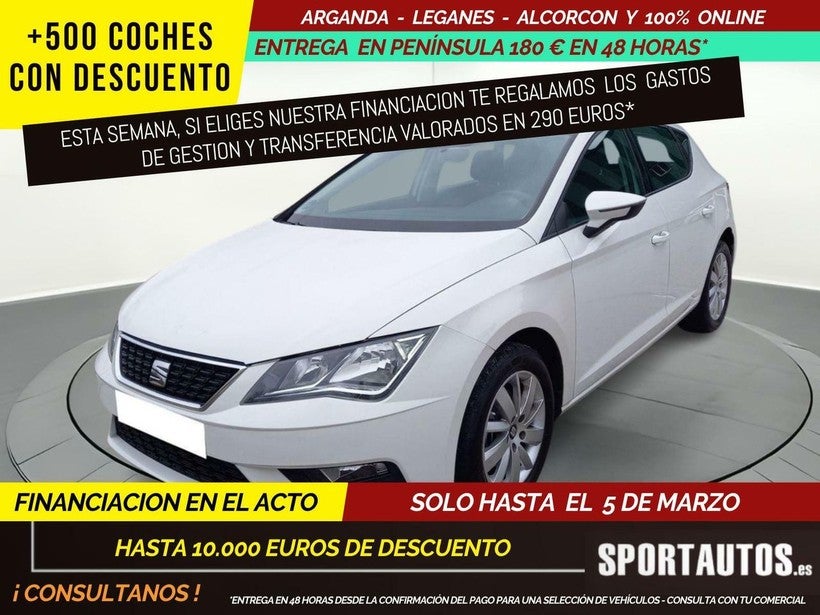 +500 COCHES
CON DESCUENTO
ARGANDA - LEGANES - ALCORCON Y 100% ONLINE
ENTREGA EN PENÍNSULA 180 € EN 48 HORAS*
ESTA SEMANA, SI ELIGES NUESTRA FINANCIACION TE REGALAMOS LOS GASTOS
DE GESTION Y TRANSFERENCIA VALORADOS EN 290 EUROS*
FINANCIACION EN EL ACTO
SOLO HASTA EL 5 DE MARZO
HASTA 10.000 EUROS DE DESCUENTO
SPORTAUTOS.es
¡ CONSULTANOS !
*ENTREGA EN 48 HORAS DESDE LA CONFIRMACIÓN DEL PAGO PARA UNA SELECCIÓN DE VEHÍCULOS - CONSULTA CON TU COMERCIAL